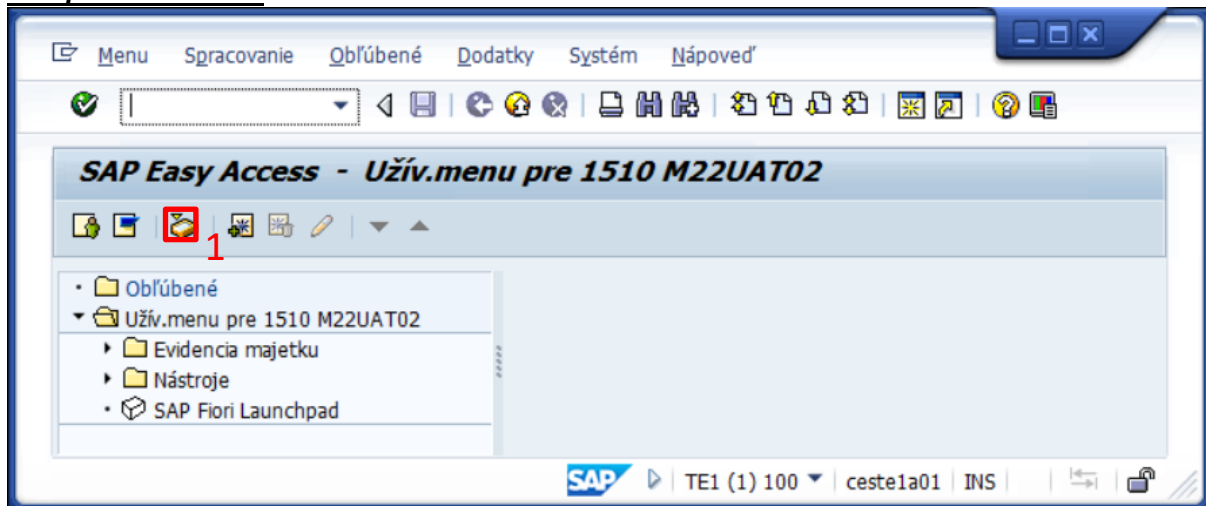 Menu Spracovanie Obľúbené Dodatky Systém Nápoveď
SAP Easy Access - Užív.menu pre 1510 M22UAT02
1
Obľúbené
Užív.menu pre 1510 M22UAT02
Evidencia majetku
Nástroje
SAP Fiori Launchpad
SAP TE1 (1) 100 ceste1a01 INS